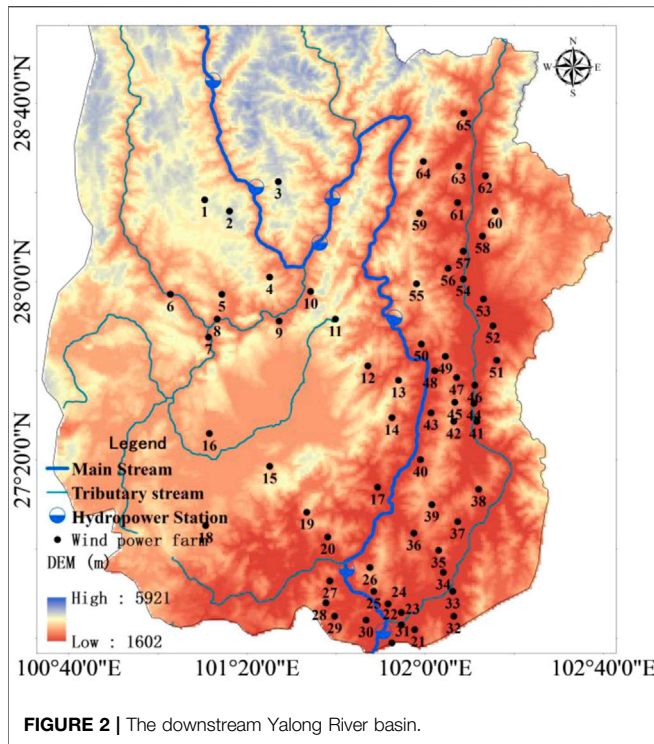 N
W E
S
28°40'0"N
28°0'0"N
27°20'0"N
65
64 63 62
3
1 2
61 60
59
58
57
4 56 54
6 5 10 55
53
8 9 11
7 52
50
49 51
12 48
13 47 46
45 44
14 43 42 41
16
Legend
Main Stream
40
15
Tributary stream
17 38
Hydropower Station
19 39
18 37
Wind power farm
20 36
DEM (m)
35
26 34
27
High : 5921
25 24 33
28 22 23
29 30 31 32
Low : 1602
21
100°40'0"E 101°20'0"E 102°0'0"E 102°40'0"E
FIGURE 2 | The downstream Yalong River basin.